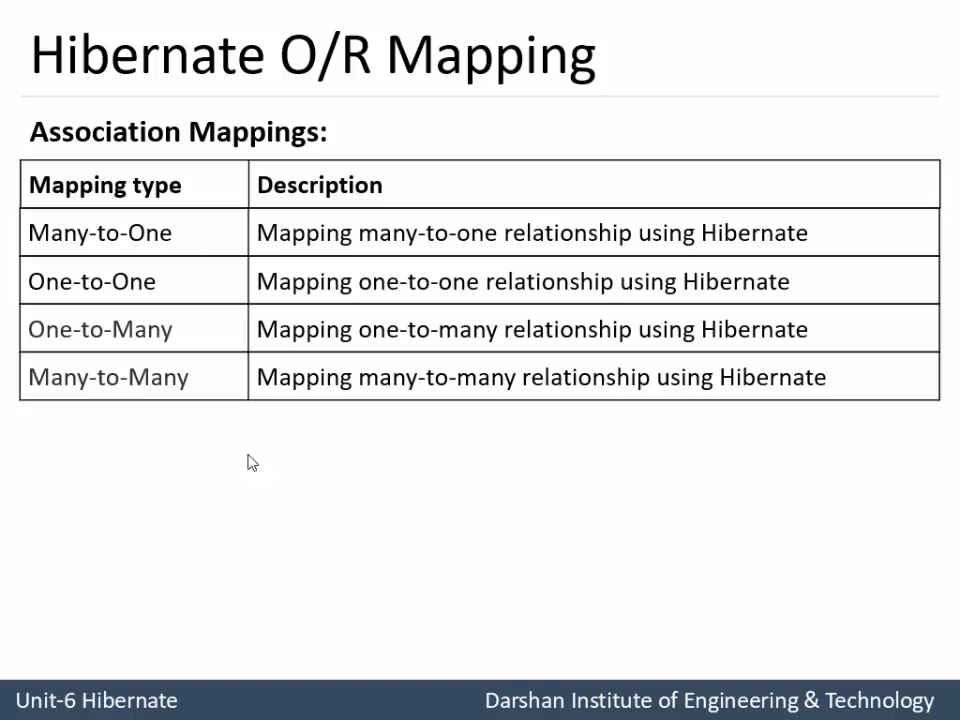 Hibernate O/R Mapping
Association Mappings:
Mapping type Description
Many-to-One Mapping many-to-one relationship using Hibernate
One-to-One Mapping one-to-one relationship using Hibernate
One-to-Many Mapping one-to-many relationship using Hibernate
Many-to-Many Mapping many-to-many relationship using Hibernate
Unit-6 Hibernate Darshan Institute of Engineering & Technology